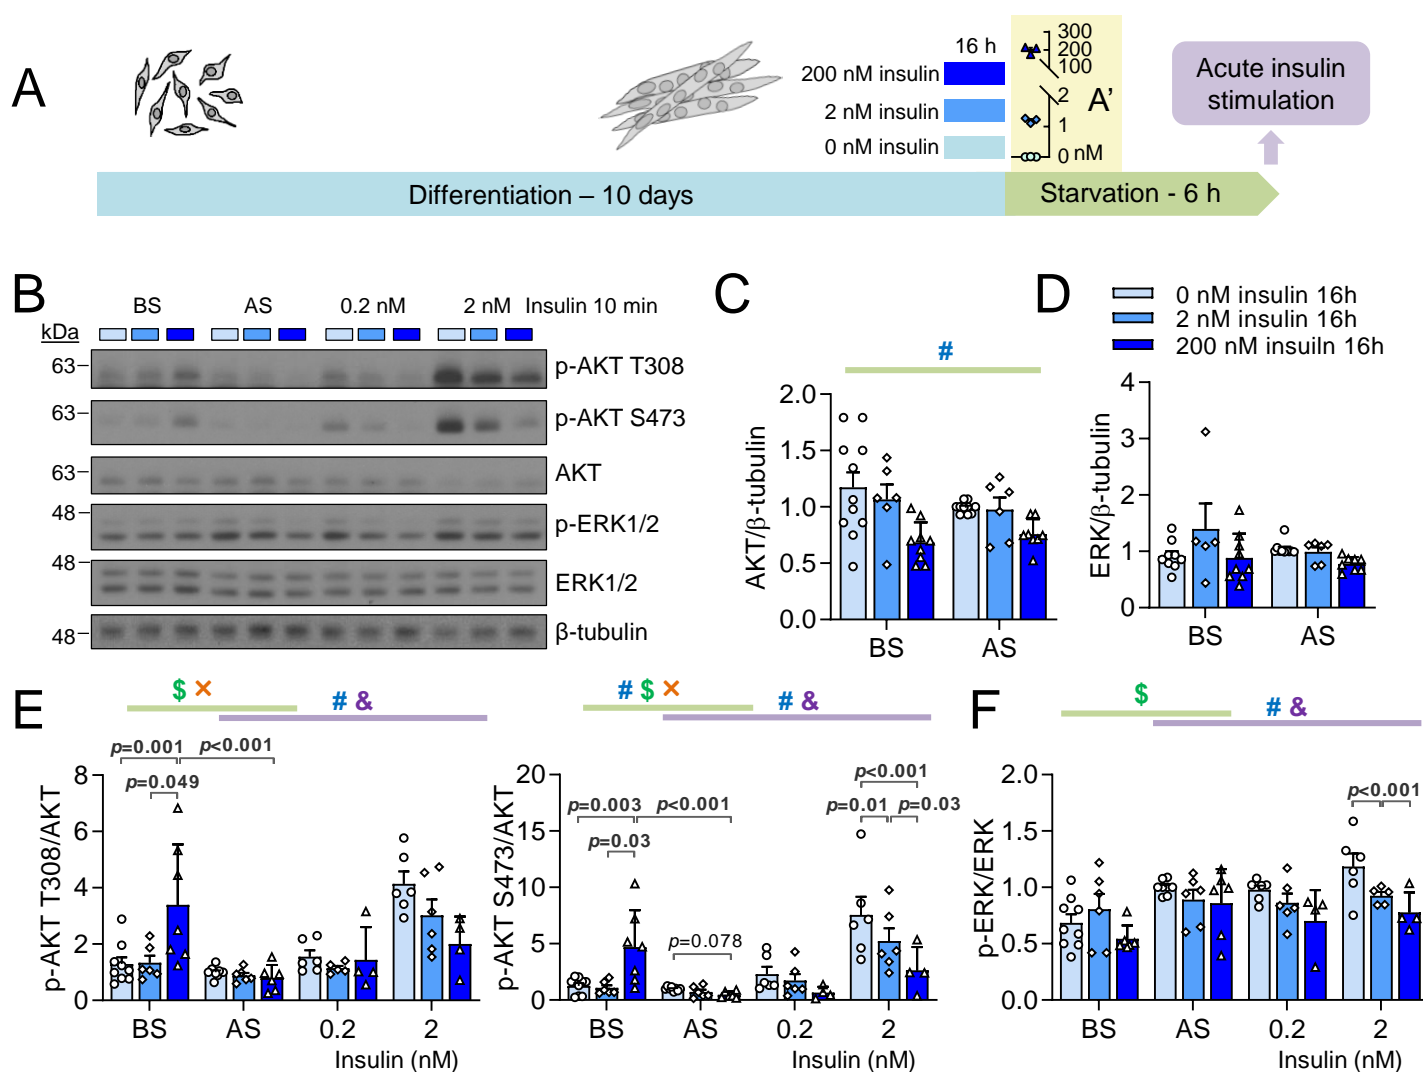 A
16 h
200 nM insulin
2 nM insulin
0 nM insulin
300
200
100
2
1
0 nM
A'
Acute insulin
stimulation
Differentiation – 10 days
Starvation - 6 h
B
BS AS 0.2 nM 2 nM Insulin 10 min
kDa
63
p-AKT T308
63
p-AKT S473
63
AKT
48
p-ERK1/2
48
ERK1/2
48
β-tubulin
C
#
AKT/β-tubulin
2.0
1.5
1.0
0.5
0.0
BS AS
D
0 nM insulin 16h
2 nM insulin 16h
200 nM insuiln 16h
ERK/β-tubulin
4
3
2
1
0
BS AS
E
$ ×
# &
p=0.001 p<0.001
p=0.049
p-AKT T308/AKT
8
6
4
2
0
BS AS 0.2 2
Insulin (nM)
# $ ×
# &
p<0.001
p=0.003 p<0.001 p=0.01 p=0.03
p=0.03
p=0.078
p-AKT S473/AKT
20
15
10
5
0
BS AS 0.2 2
Insulin (nM)
F
$
# &
p<0.001
p-ERK/ERK
2.0
1.5
1.0
0.5
0.0
BS AS 0.2 2
Insulin (nM)